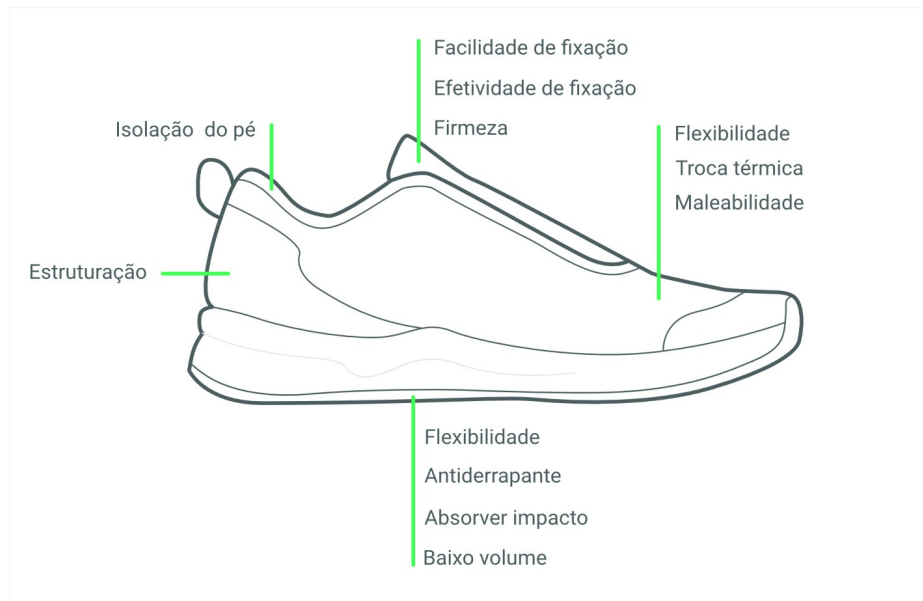 Facilidade de fixação
Efetividade de fixação
Firmeza
Isolação do pé
Flexibilidade
Troca térmica
Maleabilidade
Estruturação
Flexibilidade
Antiderrapante
Absorver impacto
Baixo volume